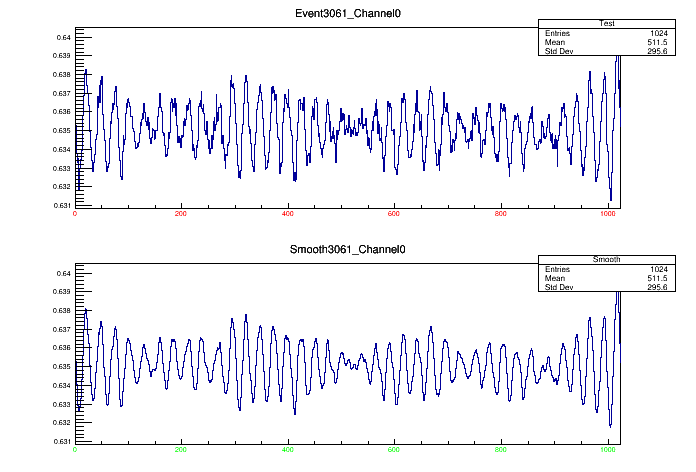 Event3061_Channel0
Test
Entries 1024
Mean 511.5
Std Dev 295.6
0.64
0.639
0.638
0.637
0.636
0.635
0.634
0.633
0.632
0.631
0 200 400 600 800 1000
Smooth3061_Channel0
Smooth
Entries 1024
Mean 511.5
Std Dev 295.6
0.64
0.639
0.638
0.637
0.636
0.635
0.634
0.633
0.632
0.631
0 200 400 600 800 1000